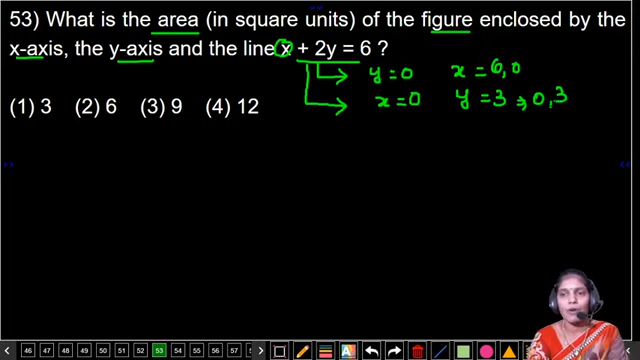 53) What is the area (in square units) of the figure enclosed by the
x-axis, the y-axis and the line x + 2y = 6 ?
y = 0 x = 6,0
x = 0 y = 3 ⇒ 0,3
(1) 3 (2) 6 (3) 9 (4) 12
46 47 48 49 50 51 52 53 54 55 56 57